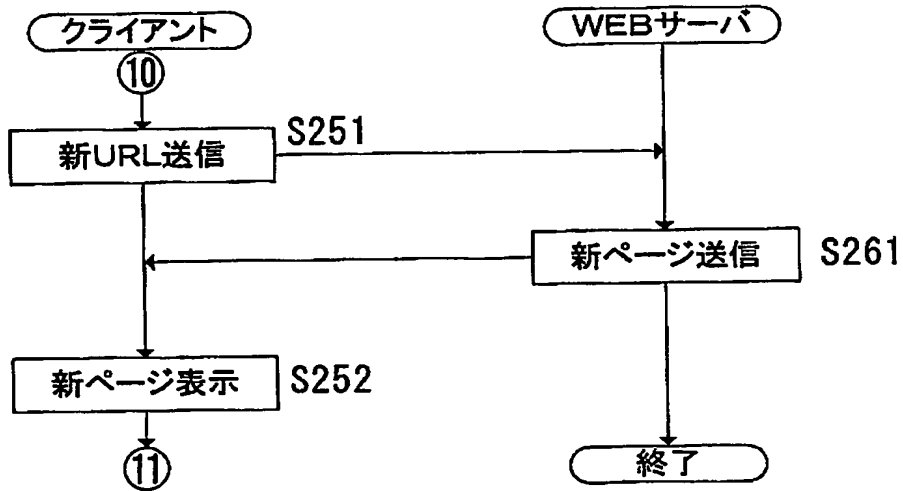 クライアント
WEBサーバ
⑩
新URL送信
S251
新ページ送信
S261
新ページ表示
S252
⑪
終了